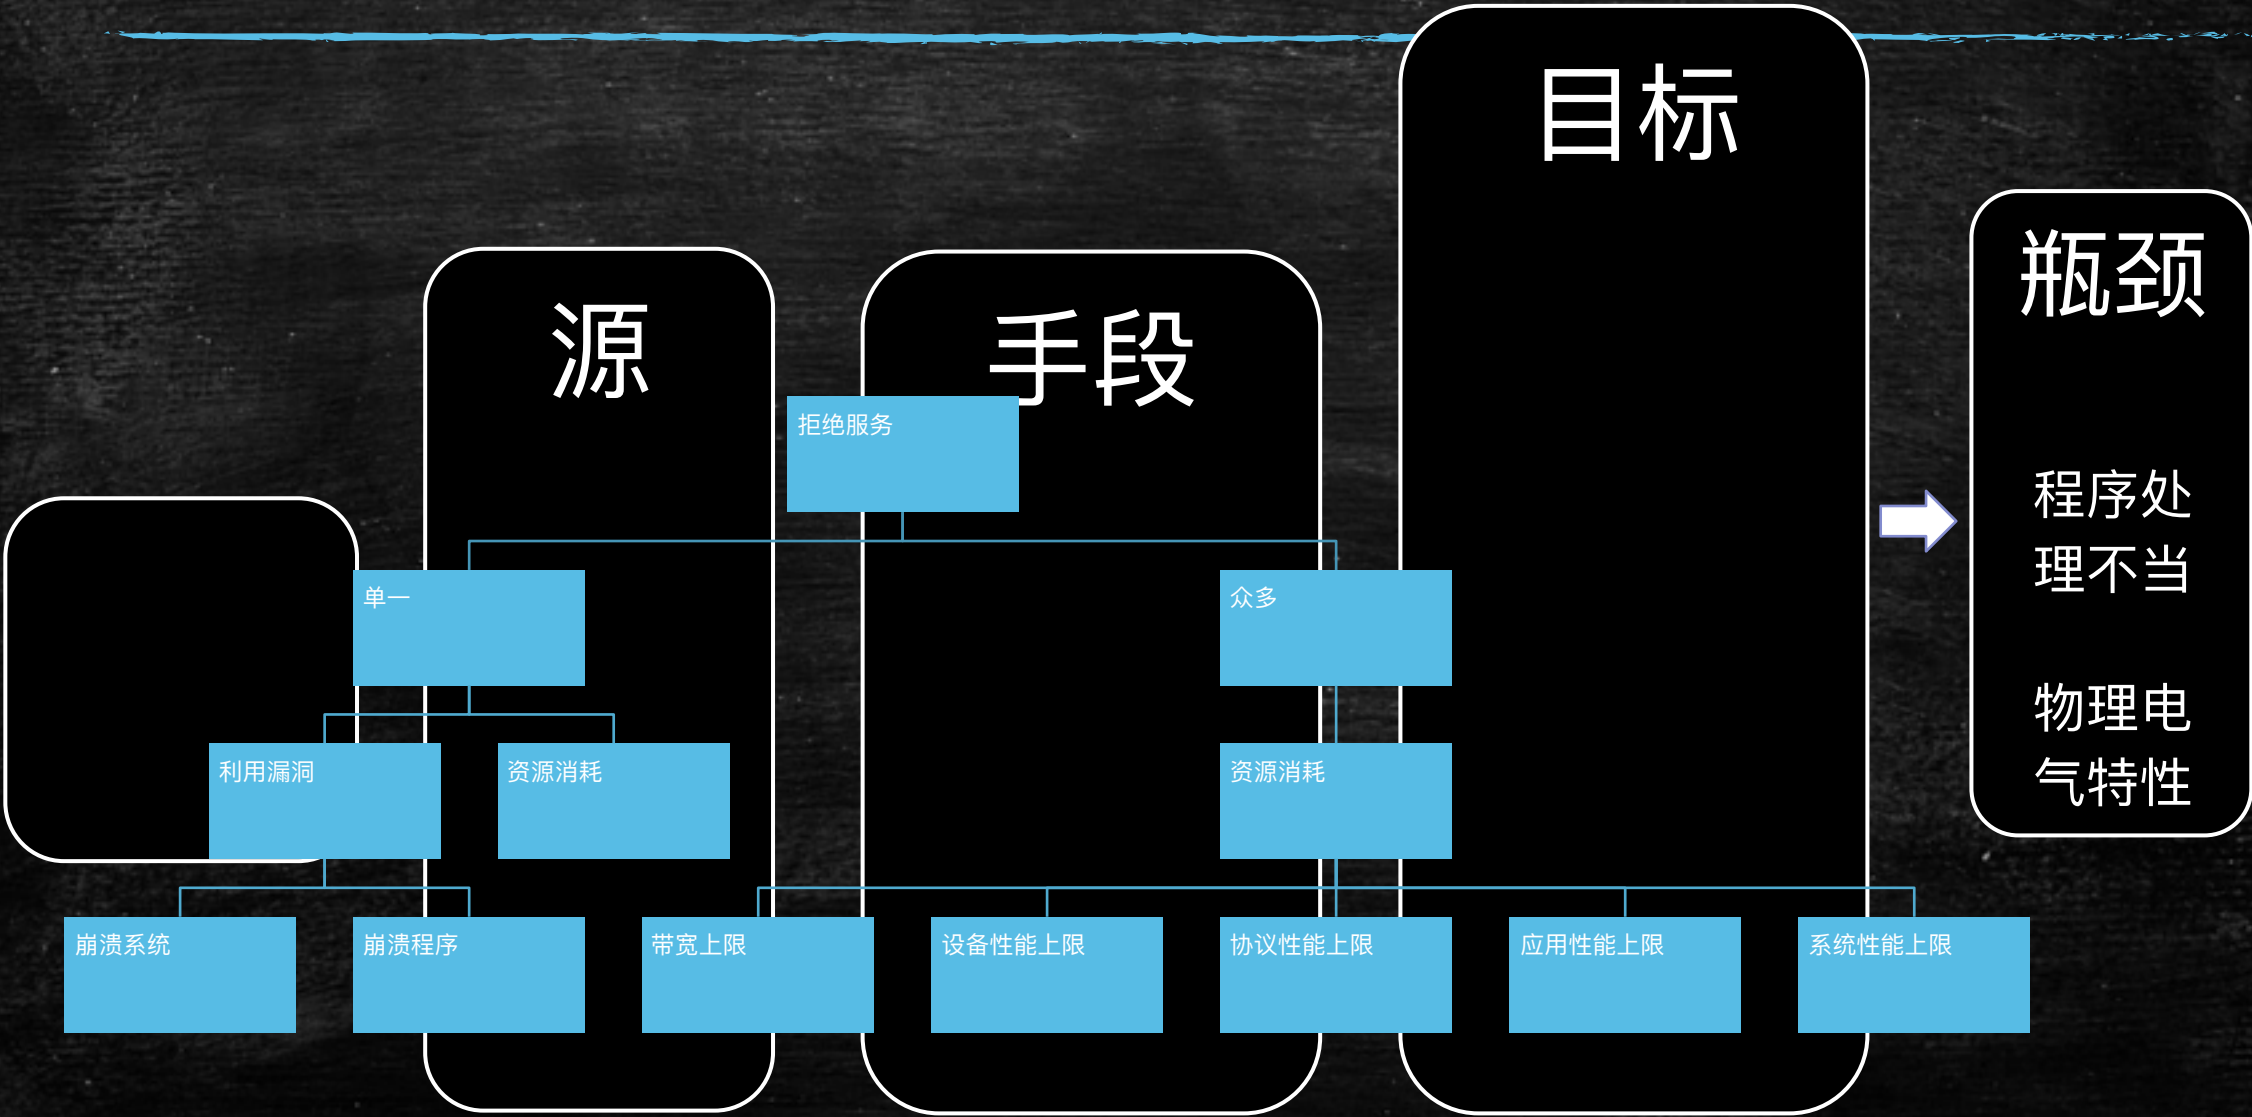 目标
瓶颈
源
手段
拒绝服务
程序处
理不当
单一
众多
物理电
气特性
利用漏洞
资源消耗
资源消耗
崩溃系统
崩溃程序
带宽上限
设备性能上限
协议性能上限
应用性能上限
系统性能上限